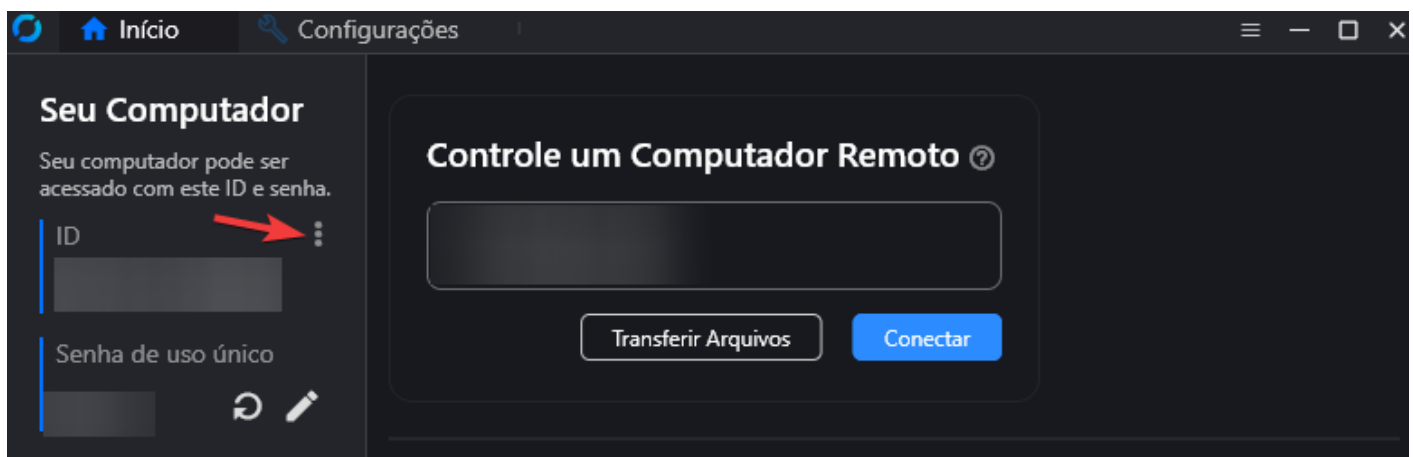 Início
Configurações
Seu Computador
Seu computador pode ser
acessado com este ID e senha.
ID
Senha de uso único
Controle um Computador Remoto
Transferir Arquivos
Conectar